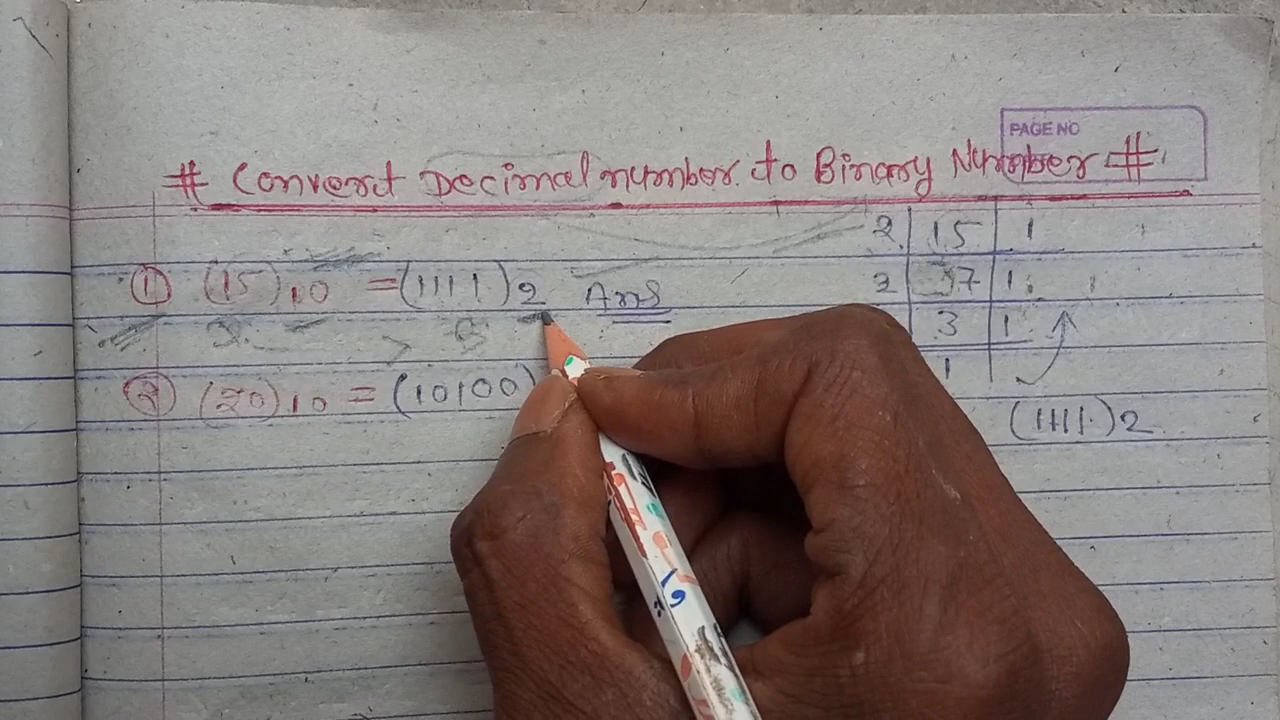 PAGE NO
# Convert Decimal number to Binary Number #
① (15)10 = (1111)2 Ans
② (20)10 = (10100)
2 15 1
2 7 1
3 1
1
(1111)2